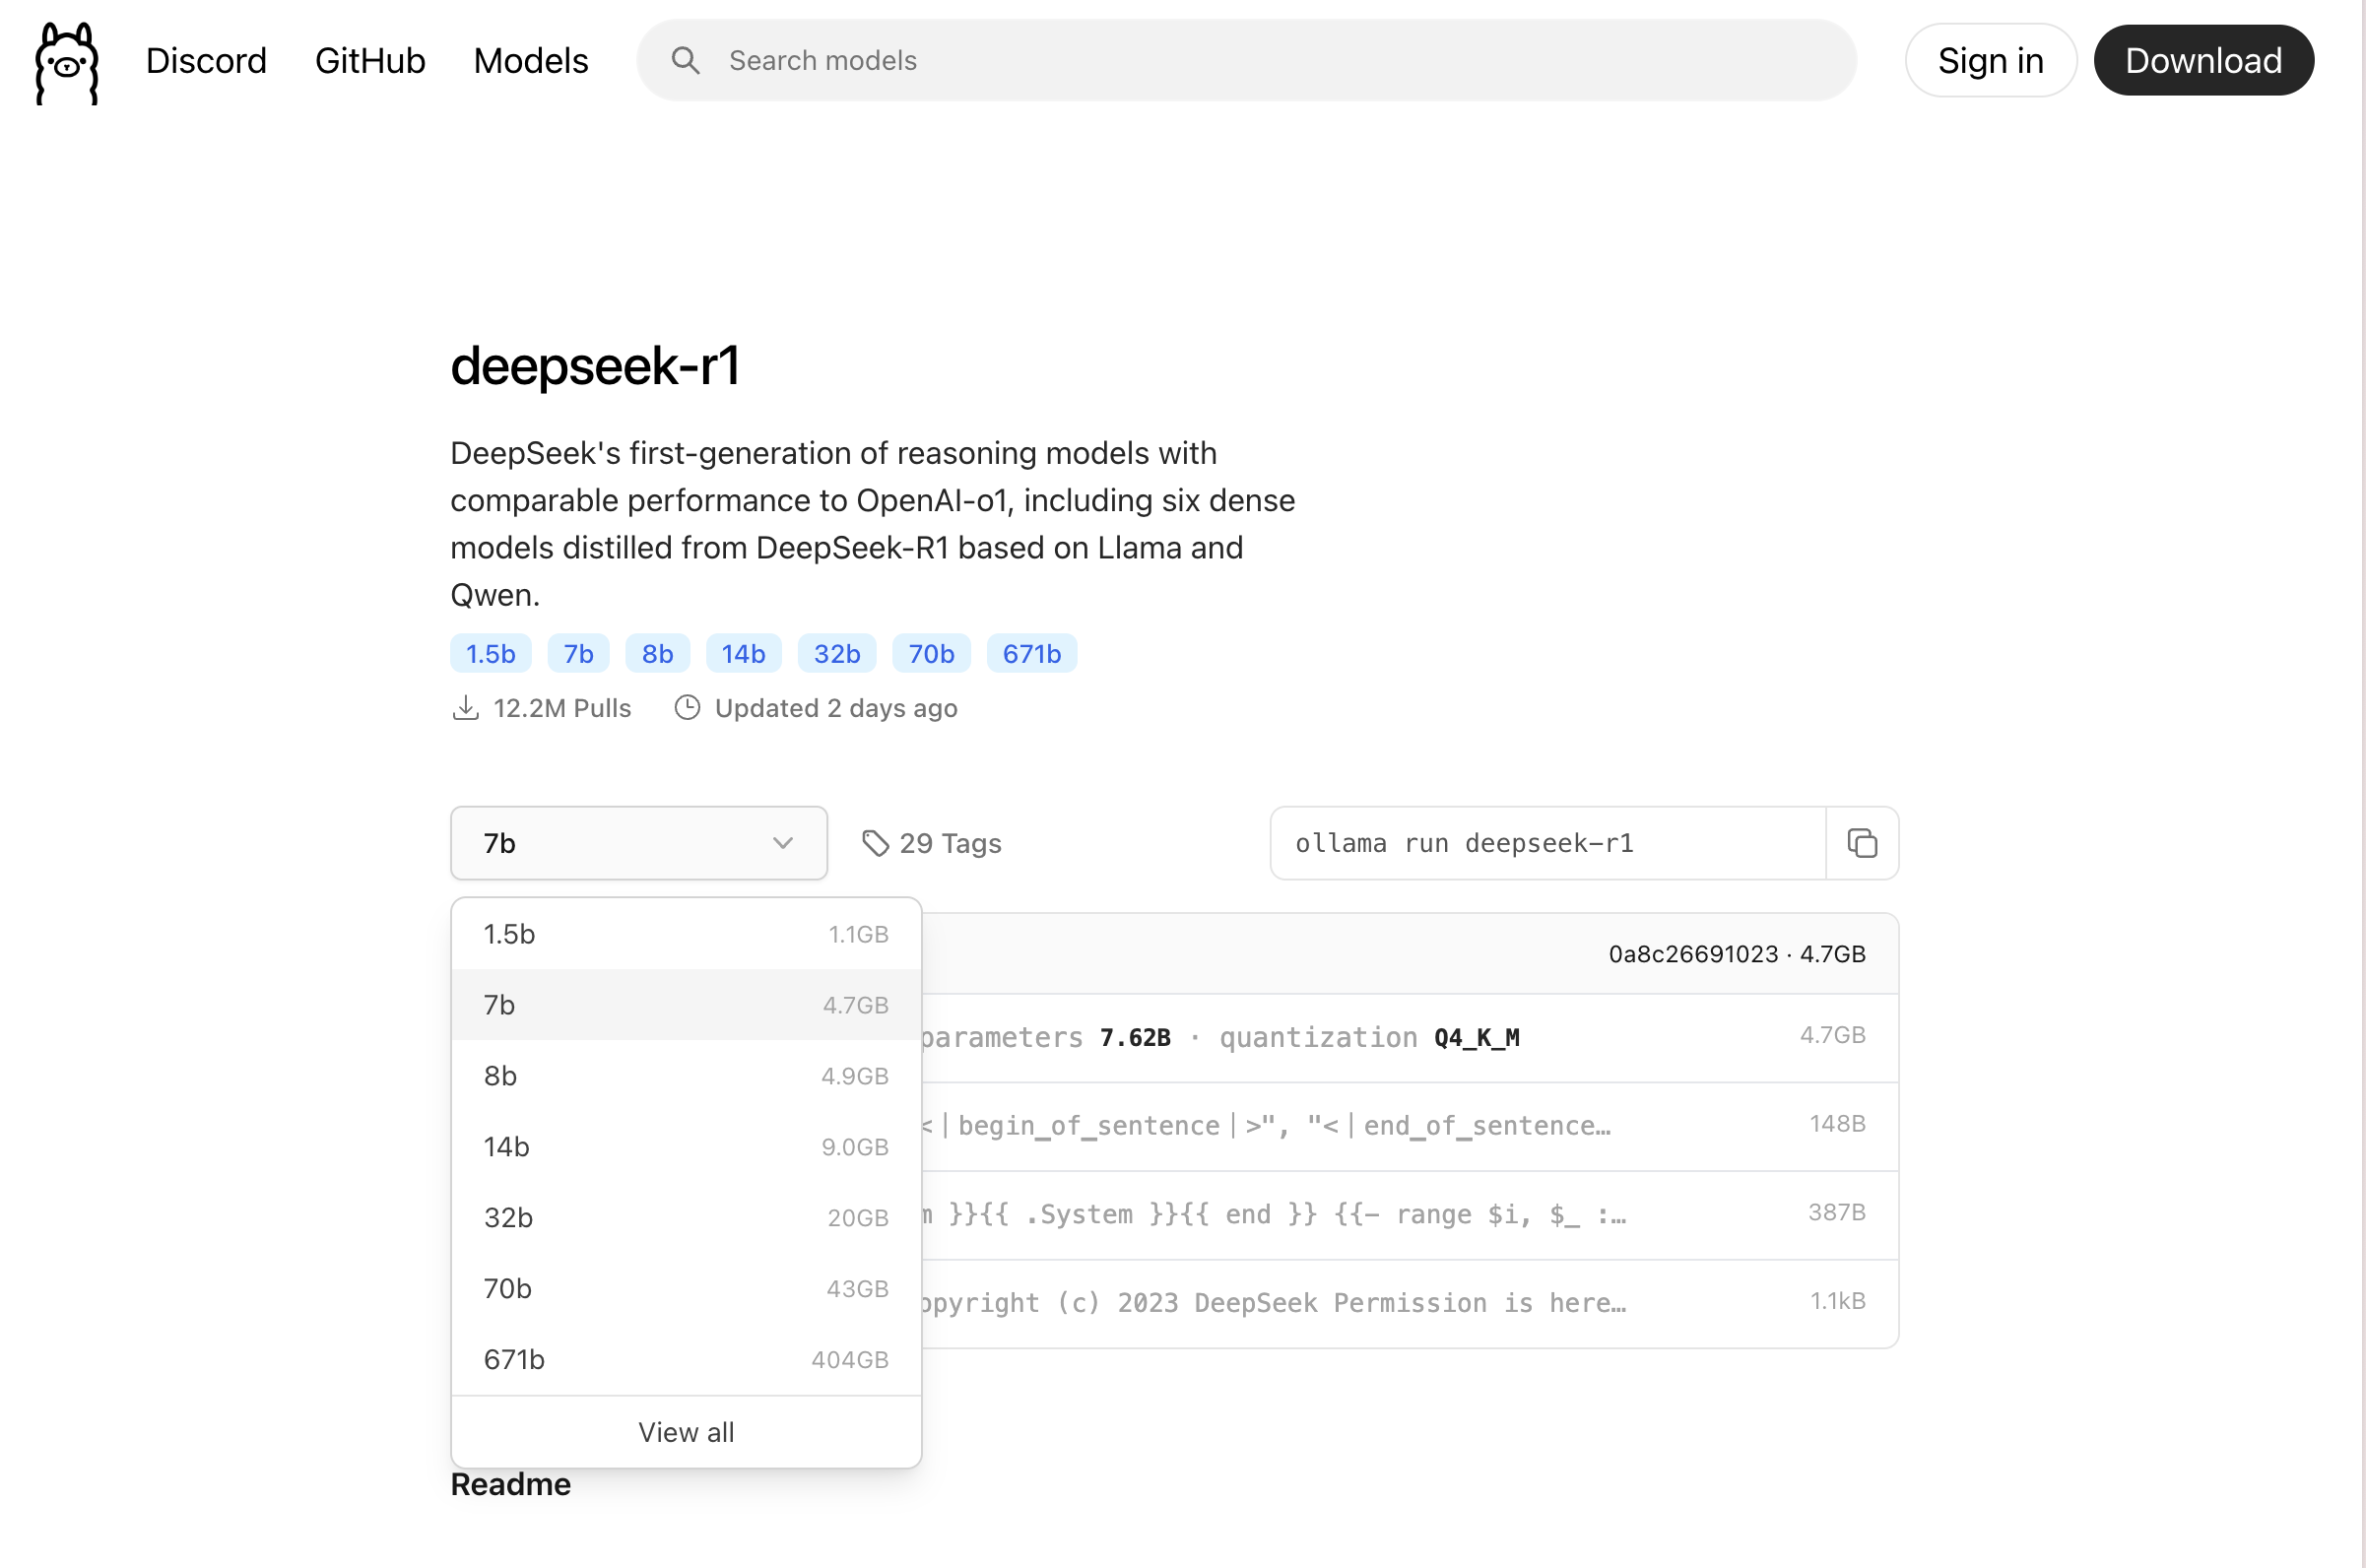 Discord GitHub Models Search models Sign in Download
deepseek-r1
DeepSeek's first-generation of reasoning models with
comparable performance to OpenAI-o1, including six dense
models distilled from DeepSeek-R1 based on Llama and
Qwen.
1.5b 7b 8b 14b 32b 70b 671b
12.2M Pulls Updated 2 days ago
7b 29 Tags ollama run deepseek-r1
1.5b 1.1GB
7b 4.7GB
8b 4.9GB
14b 9.0GB
32b 20GB
70b 43GB
671b 404GB
View all
0a8c26691023 · 4.7GB
parameters 7.62B · quantization Q4_K_M 4.7GB
<｜begin_of_sentence｜>", "<｜end_of_sentence… 148B
}}{{ .System }}{{ end }} {{- range $i, $_ :… 387B
opyright (c) 2023 DeepSeek Permission is here… 1.1kB
Readme